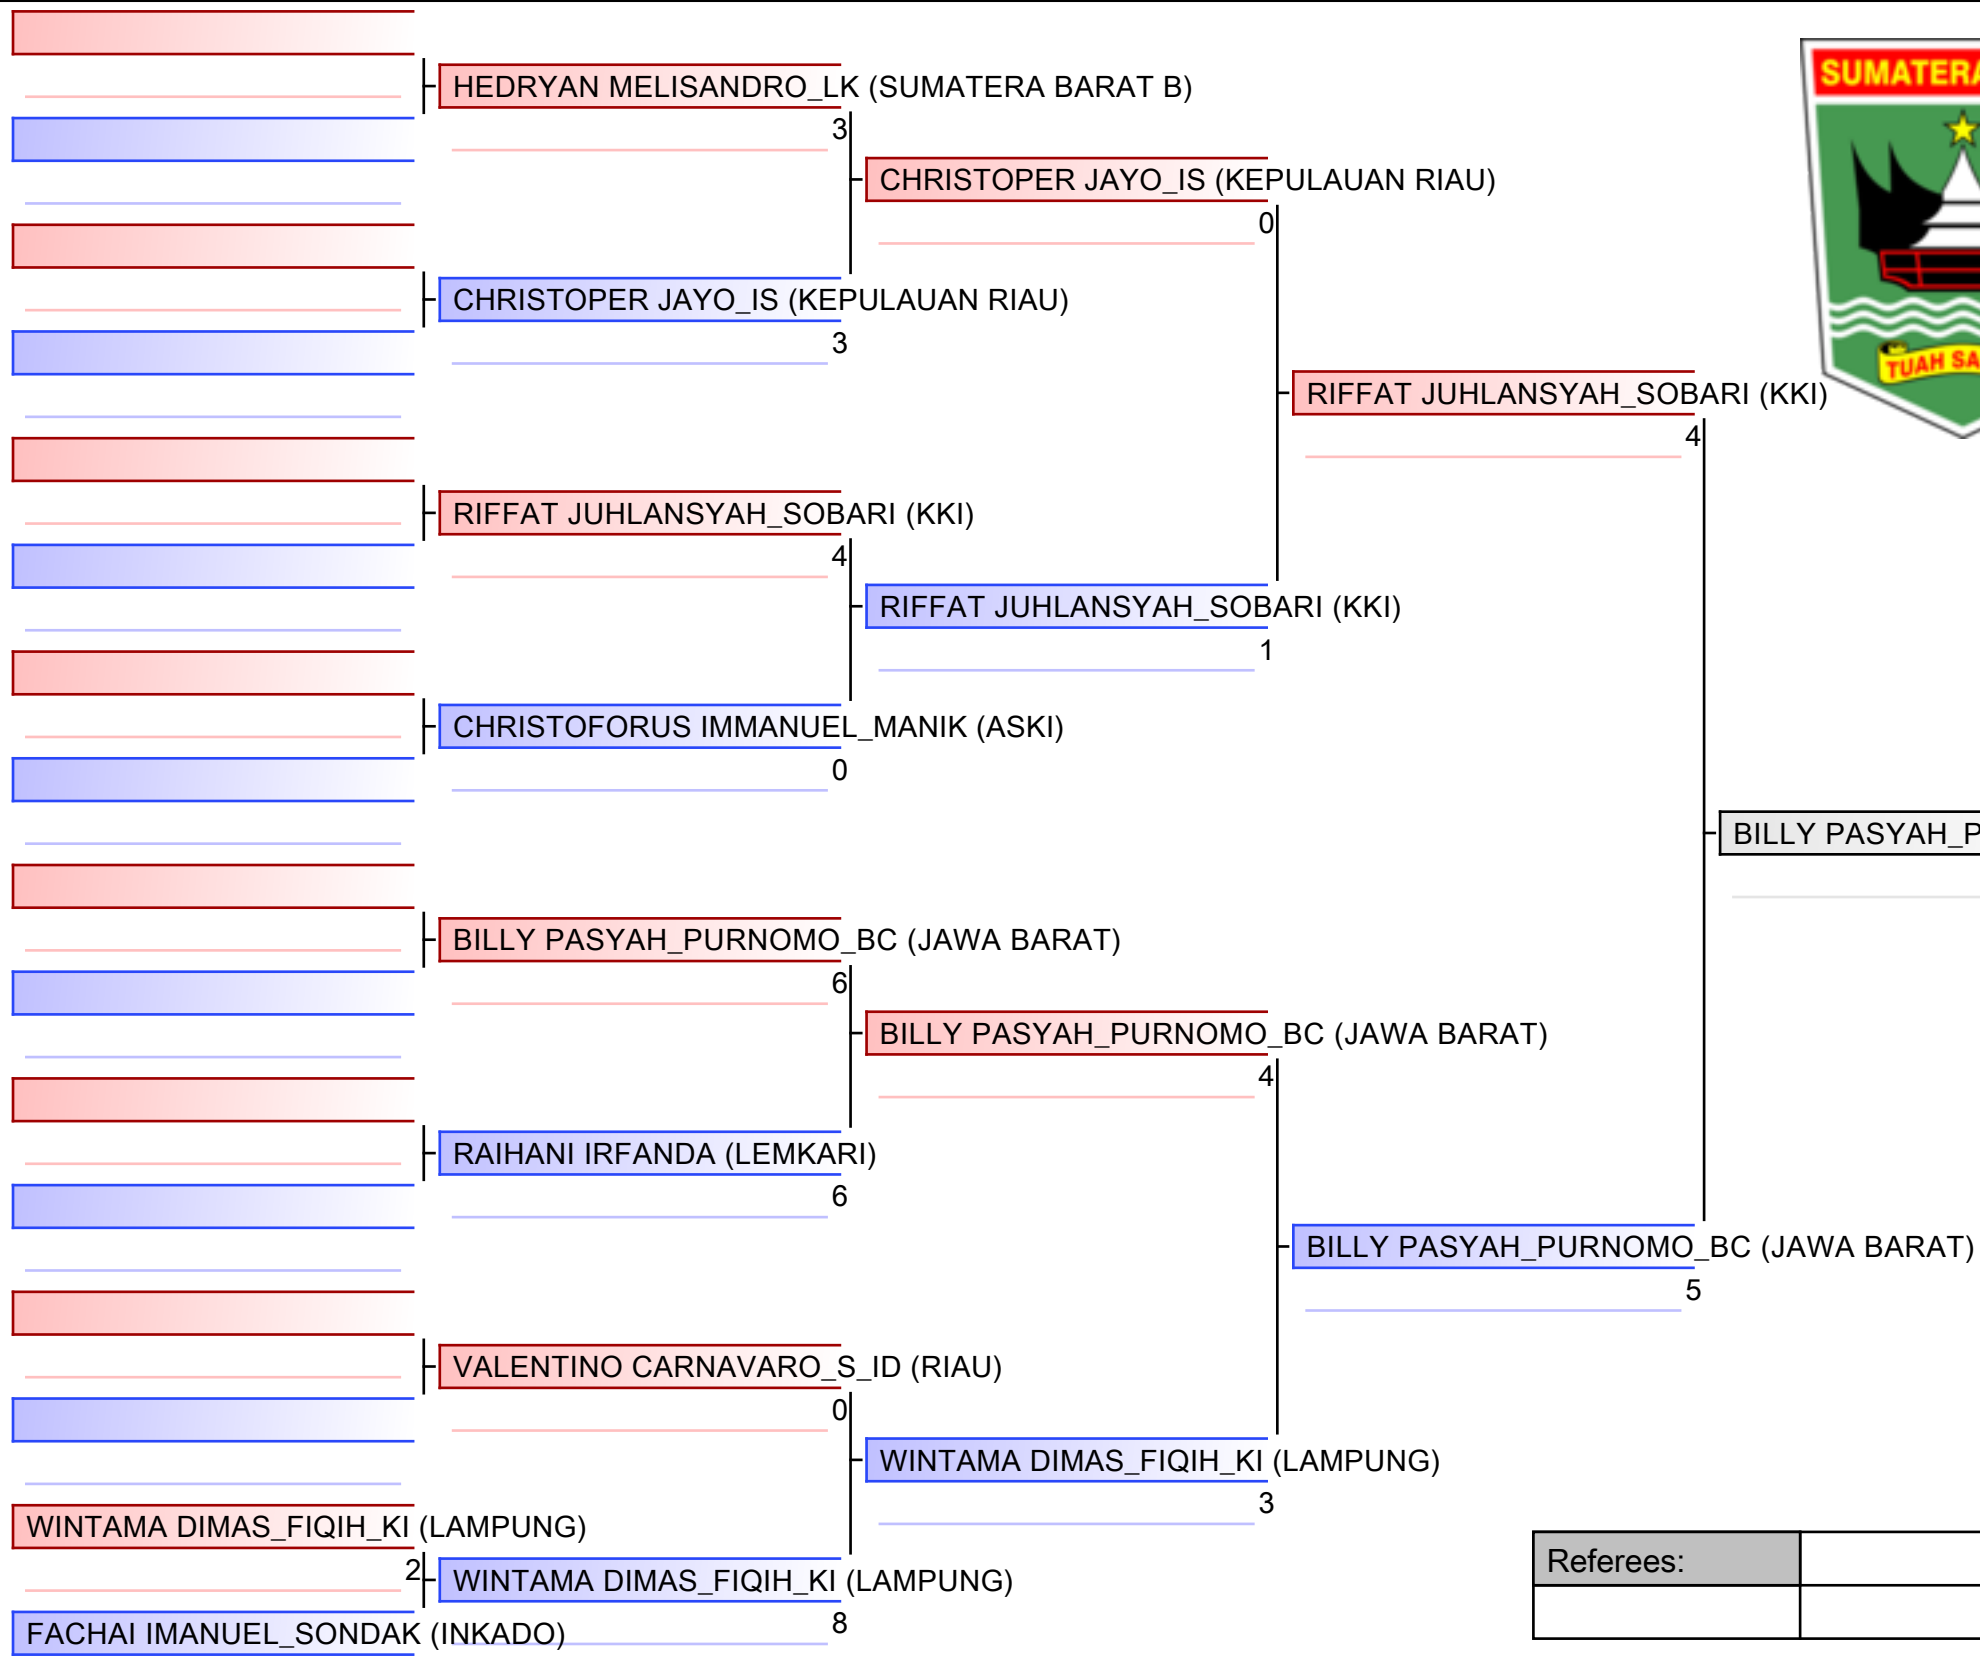 HEDRYAN MELISANDRO_LK (SUMATERA BARAT B)
3
CHRISTOPER JAYO_IS (KEPULAUAN RIAU)
0
CHRISTOPER JAYO_IS (KEPULAUAN RIAU)
3
RIFFAT JUHLANSYAH_SOBARI (KKI)
4
RIFFAT JUHLANSYAH_SOBARI (KKI)
4
RIFFAT JUHLANSYAH_SOBARI (KKI)
1
CHRISTOFORUS IMMANUEL_MANIK (ASKI)
0
BILLY PASYAH_P
BILLY PASYAH_PURNOMO_BC (JAWA BARAT)
6
BILLY PASYAH_PURNOMO_BC (JAWA BARAT)
4
RAIHANI IRFANDA (LEMKARI)
6
BILLY PASYAH_PURNOMO_BC (JAWA BARAT)
5
VALENTINO CARNAVARO_S_ID (RIAU)
0
WINTAMA DIMAS_FIQIH_KI (LAMPUNG)
3
WINTAMA DIMAS_FIQIH_KI (LAMPUNG)
2
WINTAMA DIMAS_FIQIH_KI (LAMPUNG)
8
FACHAI IMANUEL_SONDAK (INKADO)
SUMATERA
TUAH SA
Referees: